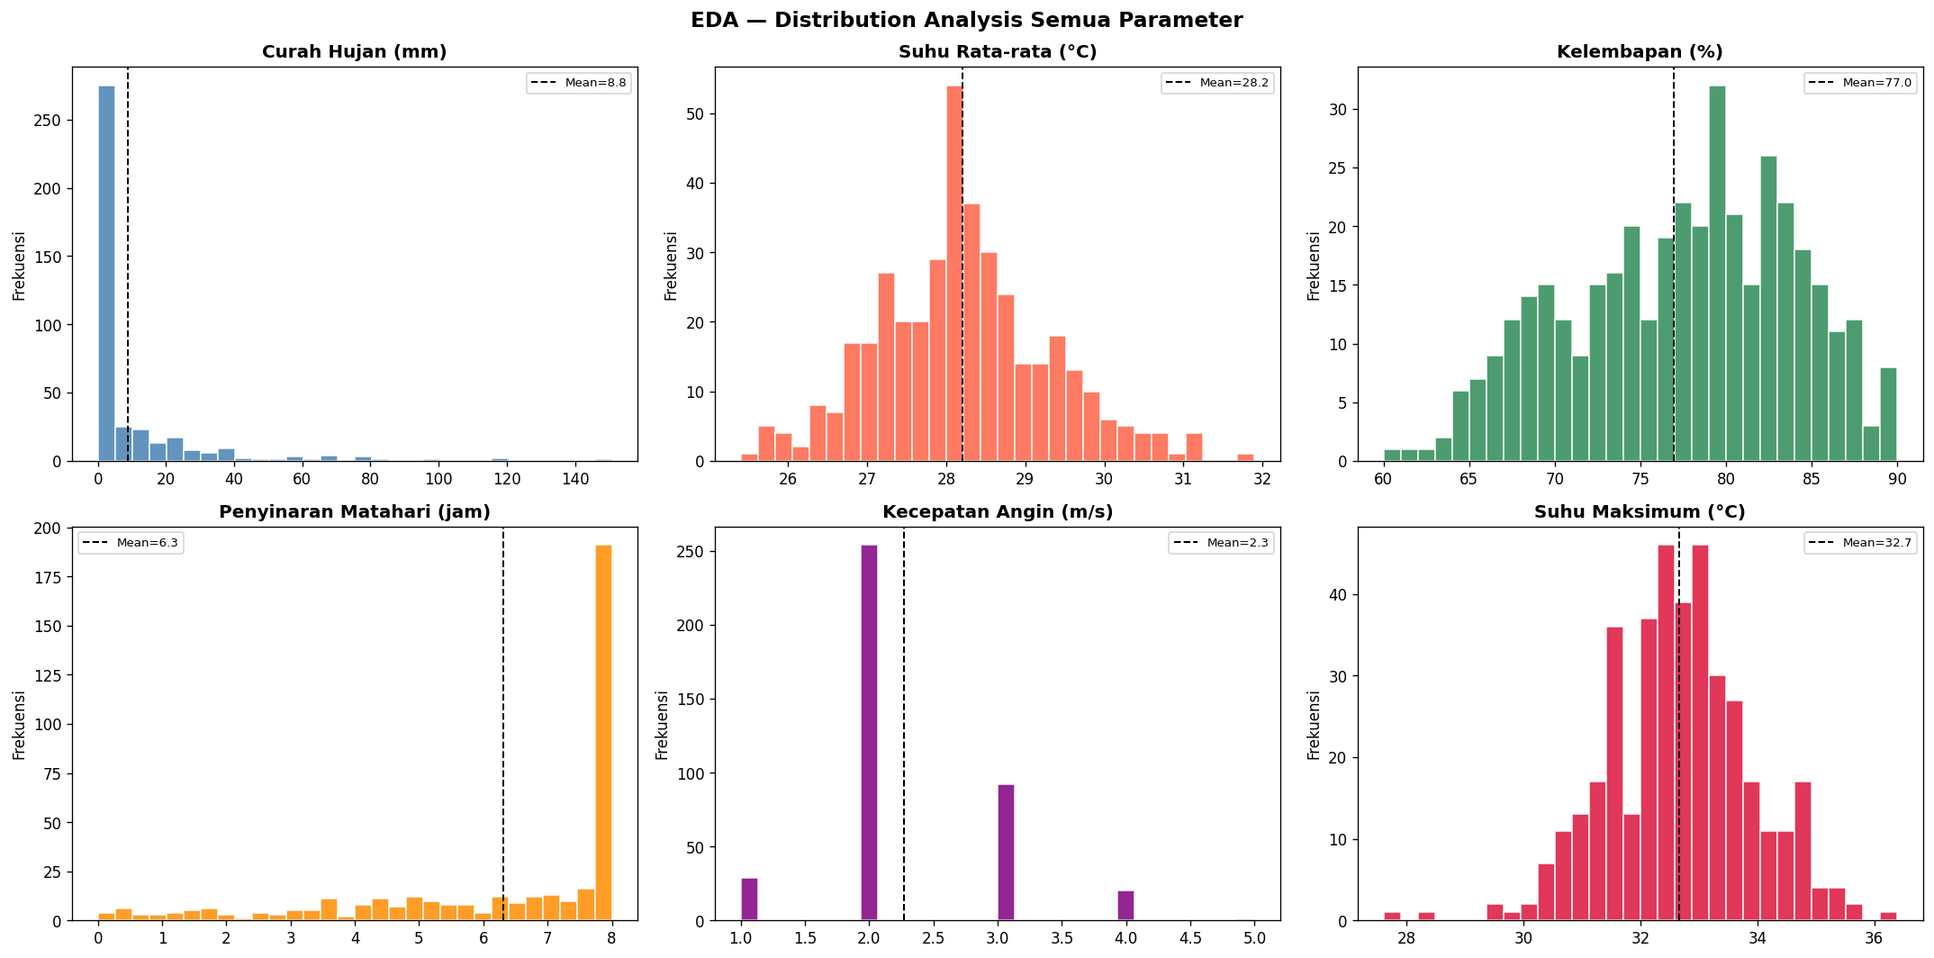 EDA — Distribution Analysis Semua Parameter
Curah Hujan (mm)
Mean=8.8
Frekuensi
250
200
150
100
50
0
0 20 40 60 80 100 120 140
Suhu Rata-rata (°C)
Mean=28.2
Frekuensi
50
40
30
20
10
0
26 27 28 29 30 31 32
Kelembapan (%)
Mean=77.0
Frekuensi
30
25
20
15
10
5
0
60 65 70 75 80 85 90
Penyinaran Matahari (jam)
Mean=6.3
Frekuensi
200
175
150
125
100
75
50
25
0
0 1 2 3 4 5 6 7 8
Kecepatan Angin (m/s)
Mean=2.3
Frekuensi
250
200
150
100
50
0
1.0 1.5 2.0 2.5 3.0 3.5 4.0 4.5 5.0
Suhu Maksimum (°C)
Mean=32.7
Frekuensi
40
30
20
10
0
28 30 32 34 36